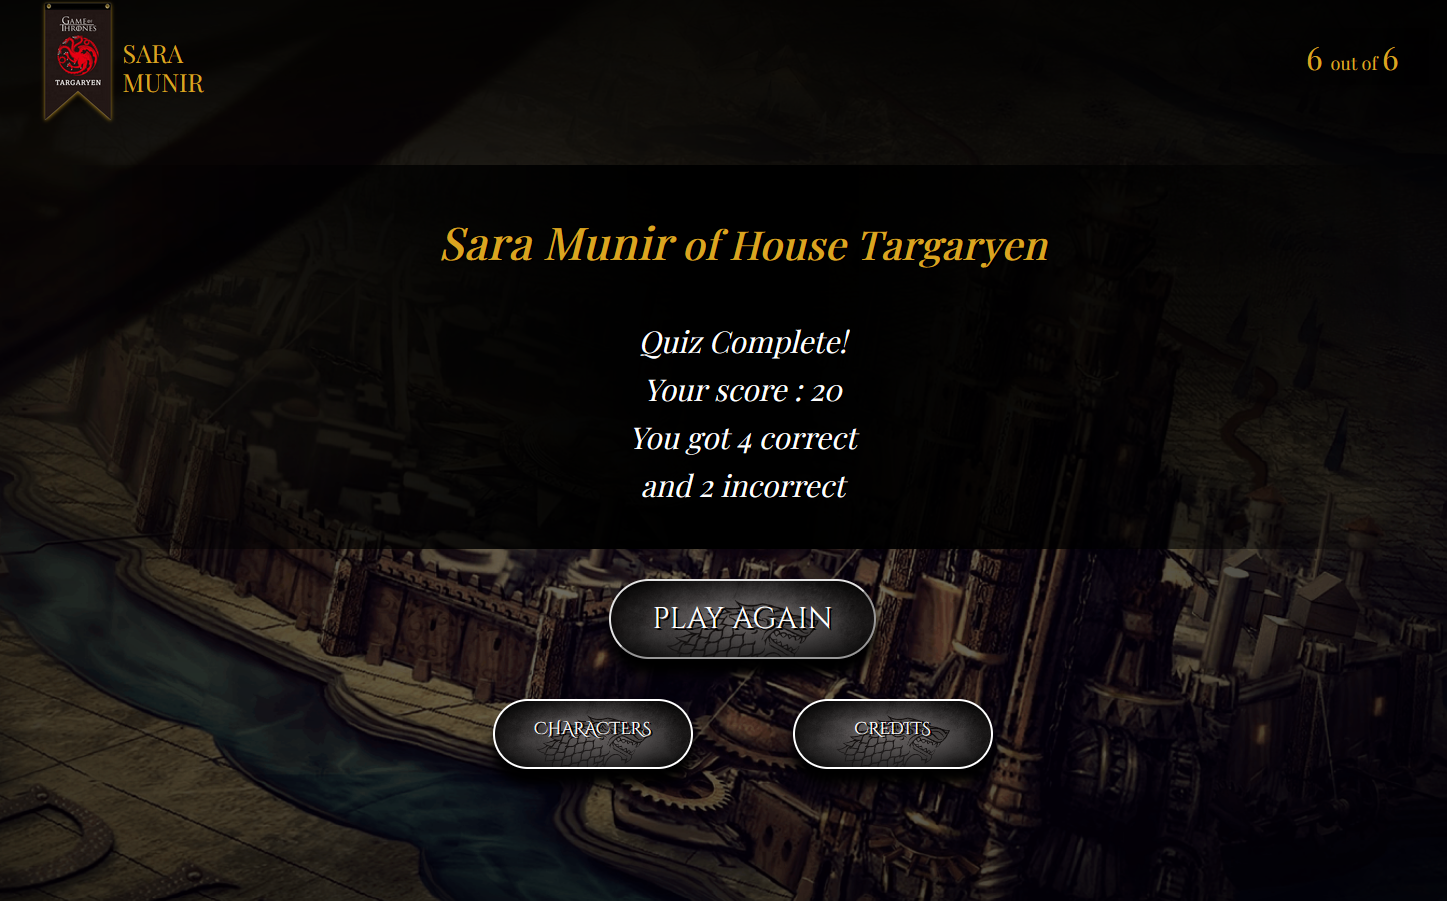 GAME OF
THRONES
TARGARYEN
SARA
MUNIR
6 out of 6
Sara Munir of House Targaryen
Quiz Complete!
Your score : 20
You got 4 correct
and 2 incorrect
PLAY AGAIN
CHARACTERS
CREDITS